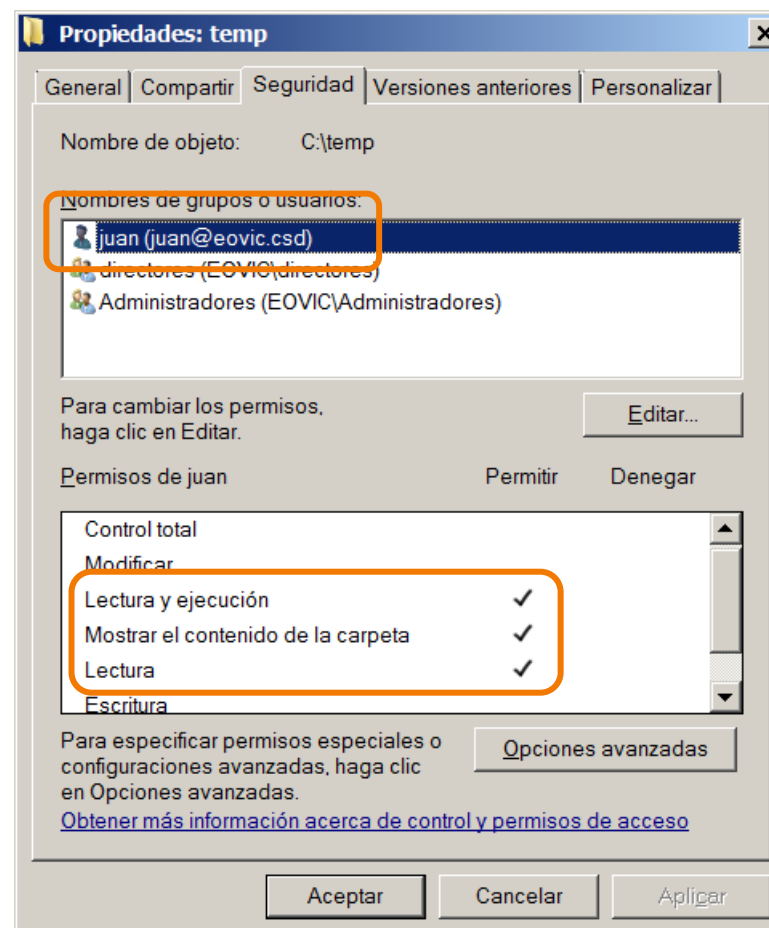 Propiedades: temp
General Compartir Seguridad Versiones anteriores Personalizar
Nombre de objeto: C:\temp
Nombres de grupos o usuarios:
juan (juan@eovic.csd)
directores (EOVIC\directores)
Administradores (EOVIC\Administradores)
Para cambiar los permisos,
haga clic en Editar.
Editar...
Permisos de juan Permitir Denegar
Control total
Modificar
Lectura y ejecución
Mostrar el contenido de la carpeta
Lectura
Escritura
Para especificar permisos especiales o
configuraciones avanzadas, haga clic
en Opciones avanzadas.
Opciones avanzadas
Obtener más información acerca de control y permisos de acceso
Aceptar Cancelar Aplicar